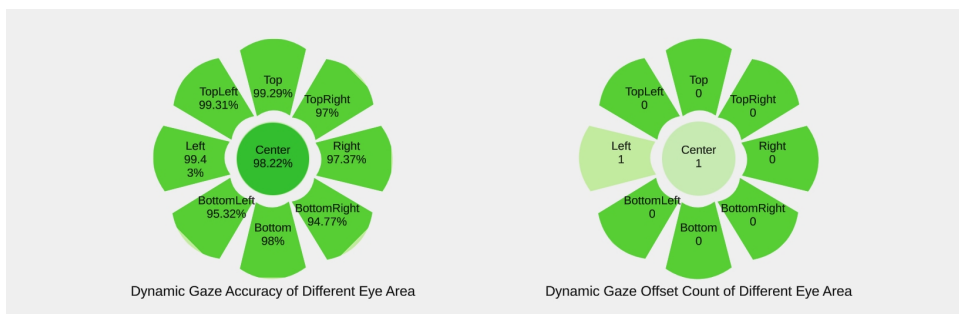 Top
99.29%
TopLeft
99.31%
TopRight
97%
Left
99.4
3%
Center
98.22%
Right
97.37%
BottomLeft
95.32%
BottomRight
94.77%
Bottom
98%
Dynamic Gaze Accuracy of Different Eye Area
Top
0
TopLeft
0
TopRight
0
Left
1
Center
1
Right
0
BottomLeft
0
BottomRight
0
Bottom
0
Dynamic Gaze Offset Count of Different Eye Area